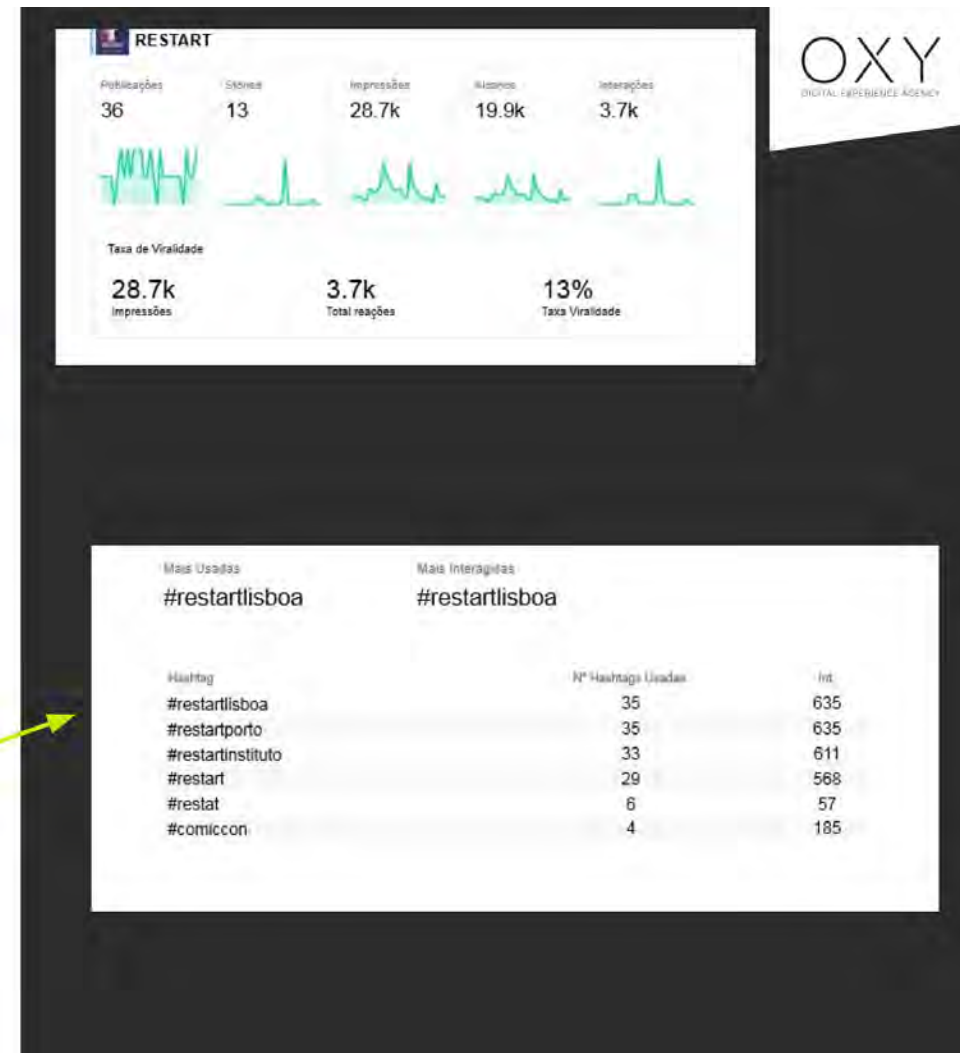 RESTART
OXY
DIGITAL EXPERIENCE AGENCY
Publicações Stories Impressões Alcance Interações
36 13 28.7k 19.9k 3.7k
Taxa de Viralidade
28.7k 3.7k 13%
Impressões Total reações Taxa Viralidade
Mais Usadas Mais Interagidas
#restartlisboa #restartlisboa
Hashtag Nº Hashtags Usadas Int
#restartlisboa 35 635
#restartporto 35 635
#restartinstituto 33 611
#restart 29 568
#restat 6 57
#comiccon 4 185